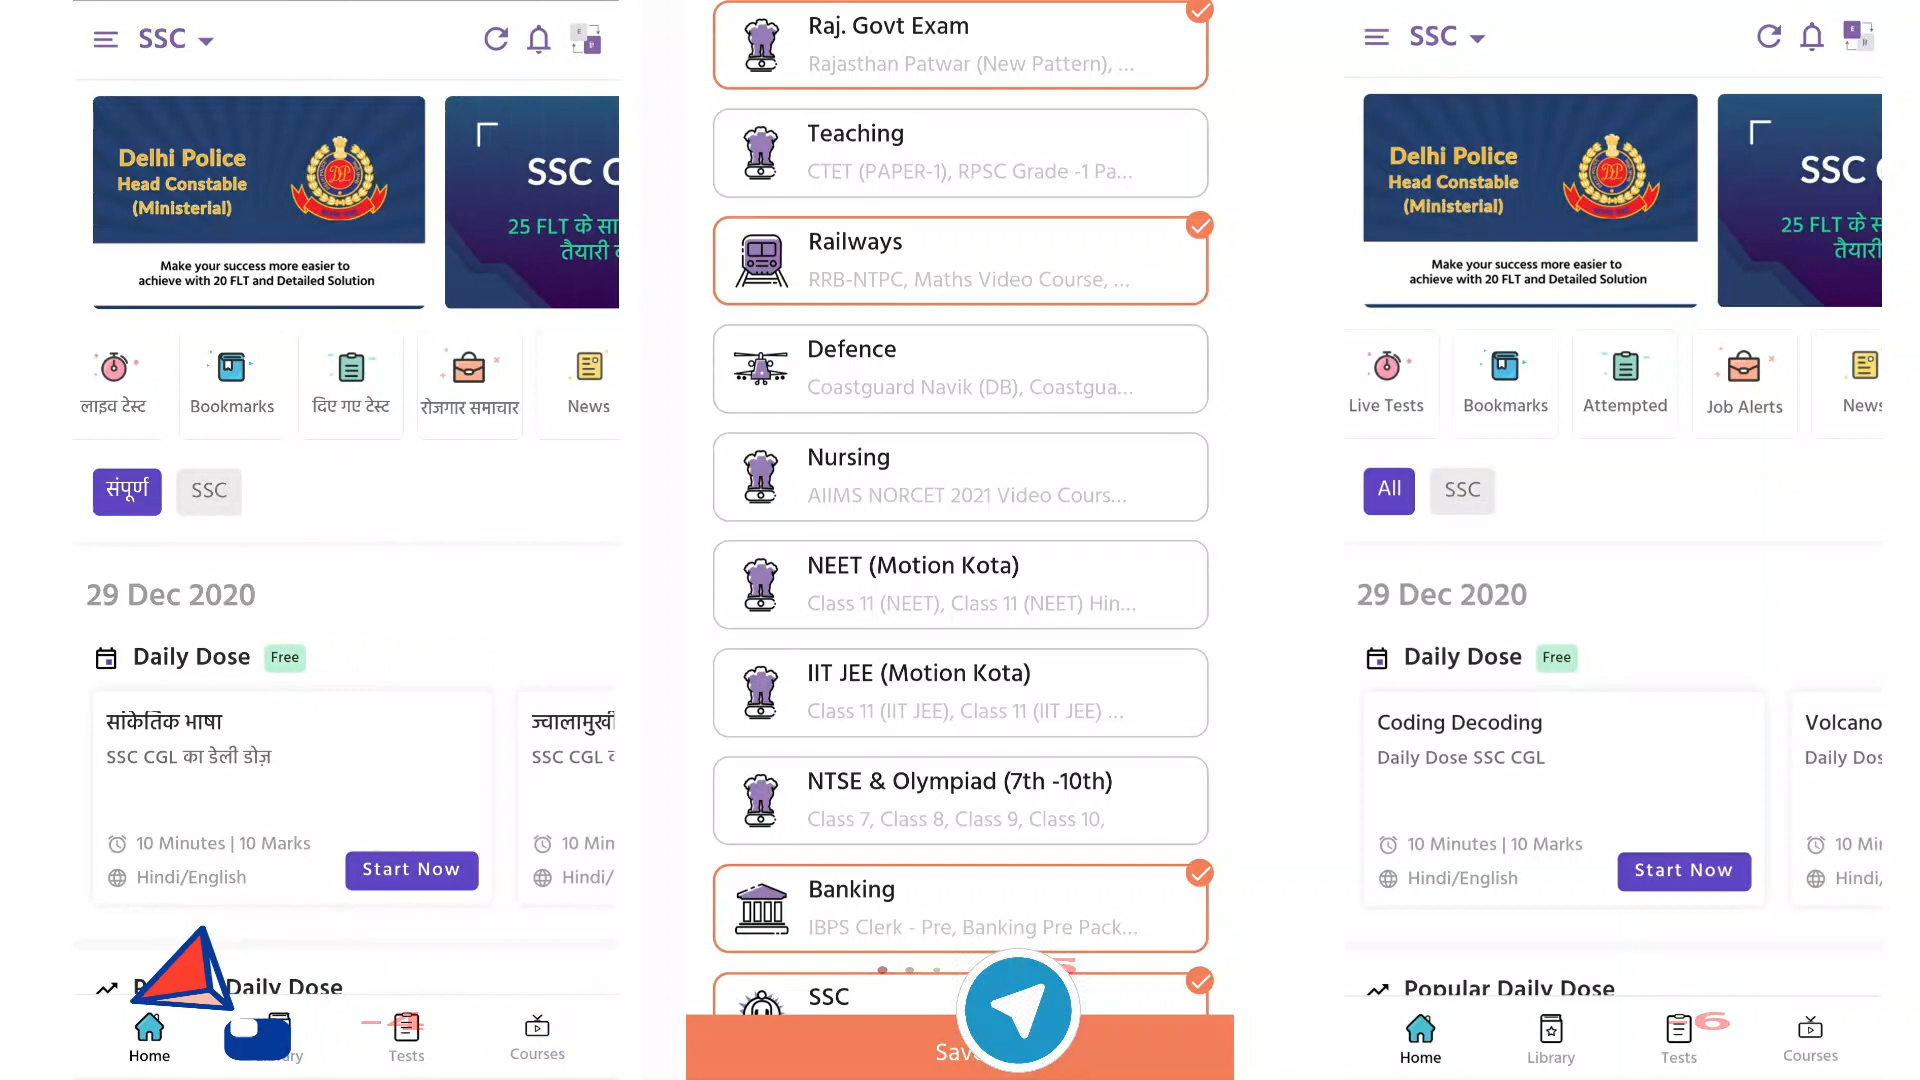 SSC
Delhi Police
Head Constable
(Ministerial)
Make your success more easier to
achieve with 20 FLT and Detailed Solution
SSC C
25 FLT के सा
तैयारी
लाइव टेस्ट
Bookmarks
दिए गए टेस्ट
रोजगार समाचार
News
संपूर्ण
SSC
29 Dec 2020
Daily Dose
Free
सांकेतिक भाषा
SSC CGL का डेली डोज़
10 Minutes | 10 Marks
Hindi/English
Start Now
ज्वालामुखी
SSC CGL
10 Min
Hindi/
Daily Dose
Home
Tests
Courses
Raj. Govt Exam
Rajasthan Patwar (New Pattern), ...
Teaching
CTET (PAPER-1), RPSC Grade -1 Pa...
Railways
RRB-NTPC, Maths Video Course, ...
Defence
Coastguard Navik (DB), Coastgua...
Nursing
AIIMS NORCET 2021 Video Cours...
NEET (Motion Kota)
Class 11 (NEET), Class 11 (NEET) Hin...
IIT JEE (Motion Kota)
Class 11 (IIT JEE), Class 11 (IIT JEE) ...
NTSE & Olympiad (7th -10th)
Class 7, Class 8, Class 9, Class 10,
Banking
IBPS Clerk - Pre, Banking Pre Pack...
SSC
SSC
Delhi Police
Head Constable
(Ministerial)
Make your success more easier to
achieve with 20 FLT and Detailed Solution
SSC
25 FLT के
तैयारी
Live Tests
Bookmarks
Attempted
Job Alerts
News
All
SSC
29 Dec 2020
Daily Dose
Free
Coding Decoding
Daily Dose SSC CGL
10 Minutes | 10 Marks
Hindi/English
Start Now
Volcano
Daily Dos
10 Mi
Hindi/
Popular Daily Dose
Home
Library
Tests
Courses